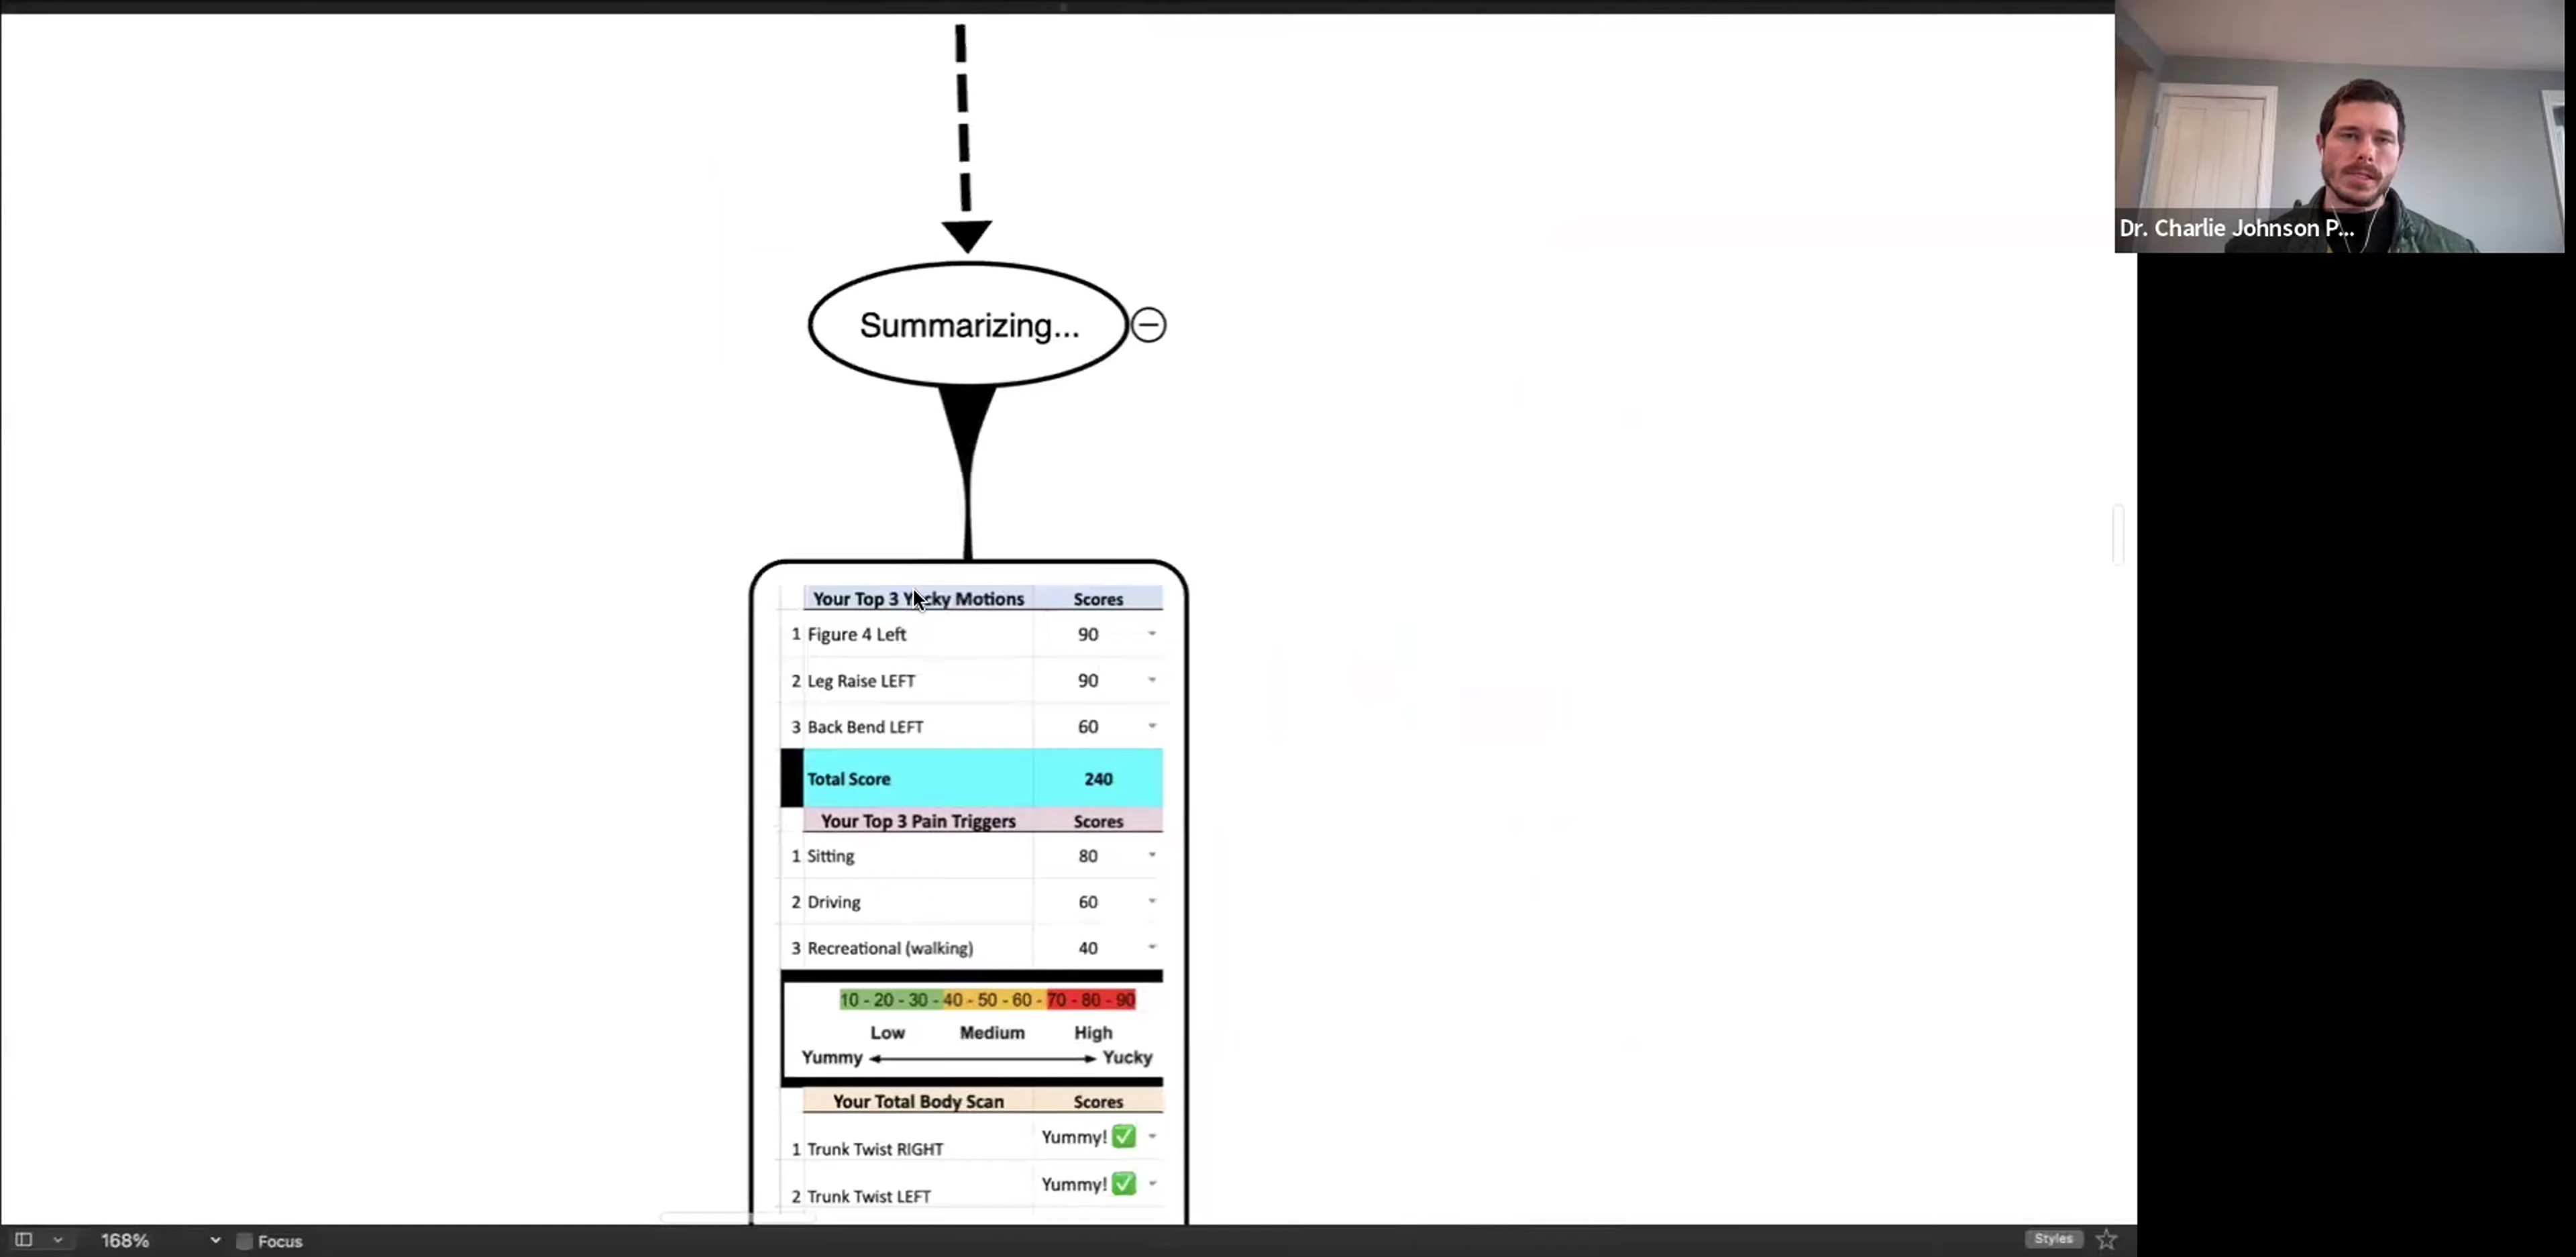 Dr. Charlie Johnson P...
Summarizing...
Your Top 3 Yucky Motions Scores
1 Figure 4 Left 90
2 Leg Raise LEFT 90
3 Back Bend LEFT 60
Total Score 240
Your Top 3 Pain Triggers Scores
1 Sitting 80
2 Driving 60
3 Recreational (walking) 40
10 - 20 - 30 - 40 - 50 - 60 - 70 - 80 - 90
Low Medium High
Yummy Yucky
Your Total Body Scan Scores
1 Trunk Twist RIGHT Yummy! ✅
2 Trunk Twist LEFT Yummy! ✅
168% Focus Styles